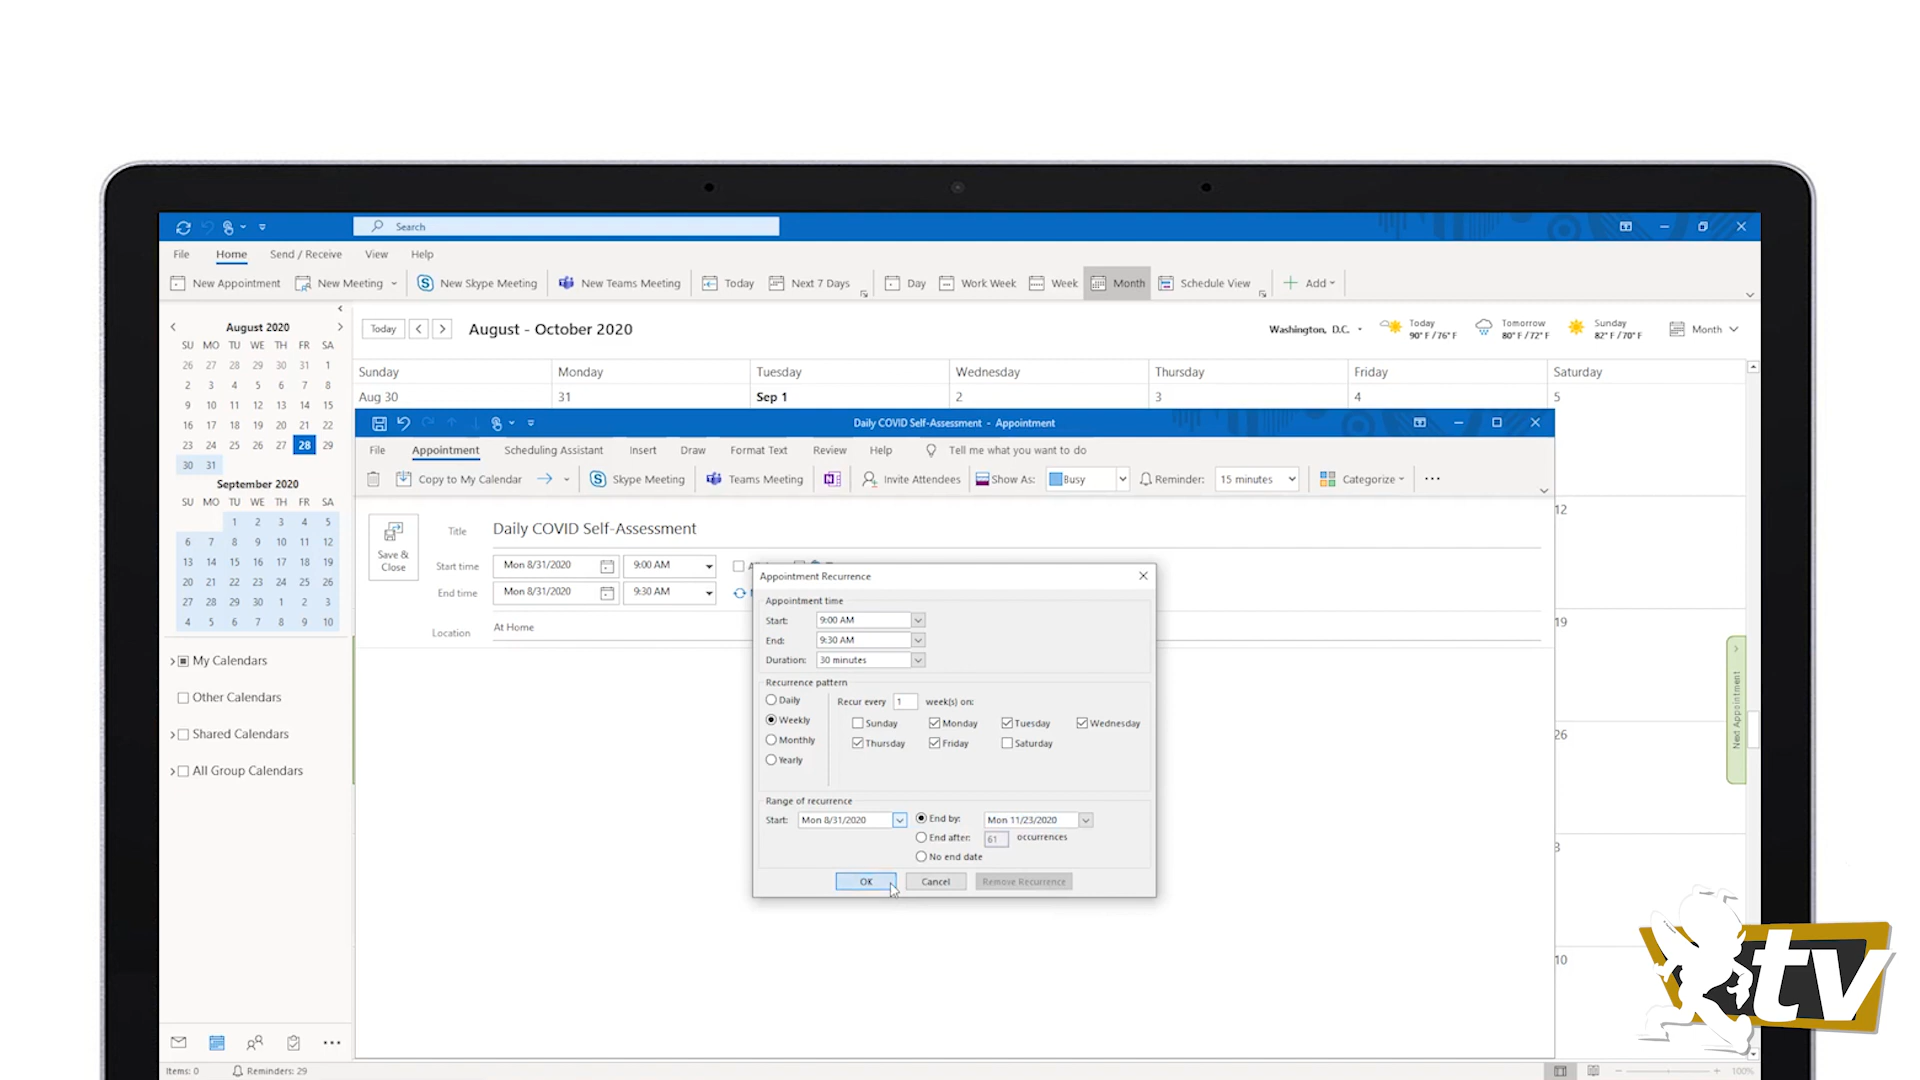 Search
File Home Send / Receive View Help
New Appointment New Meeting New Skype Meeting New Teams Meeting Today Next 7 Days Day Work Week Week Month Schedule View Add
August 2020
SU MO TU WE TH FR SA
26 27 28 29 30 31 1
2 3 4 5 6 7 8
9 10 11 12 13 14 15
16 17 18 19 20 21 22
23 24 25 26 27 28 29
30 31
September 2020
SU MO TU WE TH FR SA
1 2 3 4 5
6 7 8 9 10 11 12
13 14 15 16 17 18 19
20 21 22 23 24 25 26
27 28 29 30 1 2 3
4 5 6 7 8 9 10
My Calendars
Other Calendars
Shared Calendars
All Group Calendars
Items: 0 Reminders: 29
Today August - October 2020
Washington, D.C.
Today
90° F / 76° F
Tomorrow
80° F / 72° F
Sunday
82° F / 70° F
Month
Sunday Monday Tuesday Wednesday Thursday Friday Saturday
Aug 30 31 Sep 1 2 3 4 5
12
19
26
3
10
Next Appointment
Daily COVID Self-Assessment - Appointment
File Appointment Scheduling Assistant Insert Draw Format Text Review Help Tell me what you want to do
Copy to My Calendar Skype Meeting Teams Meeting Invite Attendees Show As: Busy Reminder: 15 minutes Categorize
Save & Close
Title Daily COVID Self-Assessment
Start time Mon 8/31/2020 9:00 AM
End time Mon 8/31/2020 9:30 AM
Location At Home
Appointment Recurrence
Appointment time
Start: 9:00 AM
End: 9:30 AM
Duration: 30 minutes
Recurrence pattern
Daily
Weekly
Monthly
Yearly
Recur every 1 week(s) on:
Sunday Monday Tuesday Wednesday
Thursday Friday Saturday
Range of recurrence
Start: Mon 8/31/2020
End by: Mon 11/23/2020
End after: 61 occurrences
No end date
OK Cancel Remove Recurrence
100%
tv